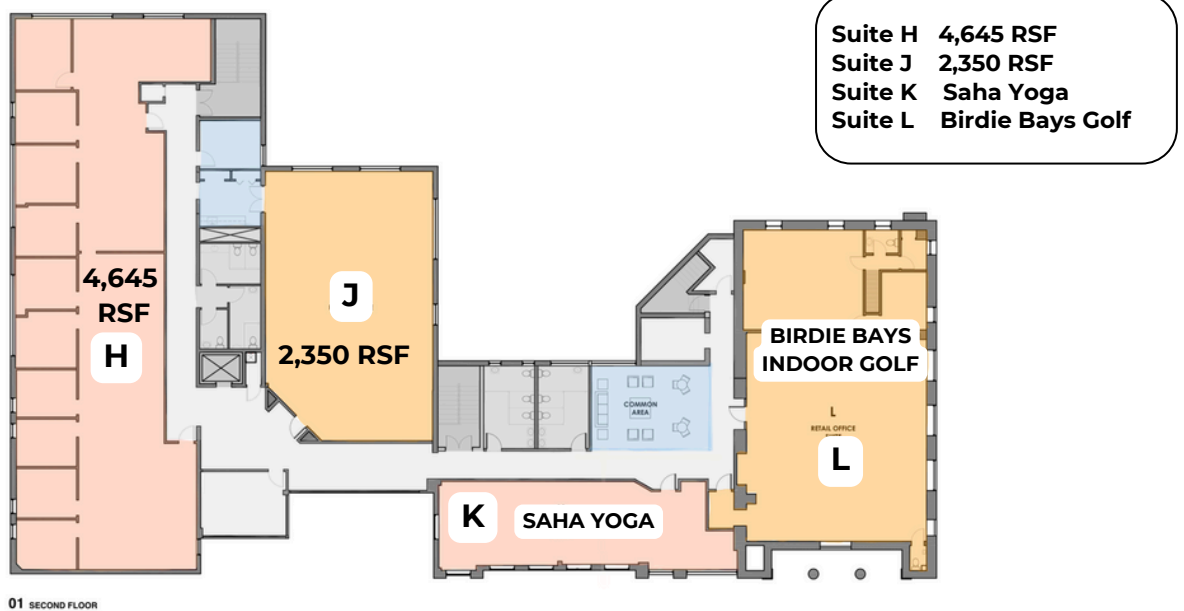 Suite H 4,645 RSF
Suite J 2,350 RSF
Suite K Saha Yoga
Suite L Birdie Bays Golf
4,645
RSF
H
J
2,350 RSF
BIRDIE BAYS
INDOOR GOLF
COMMON
AREA
L
RETAIL OFFICE
L
K
SAHA YOGA
01 SECOND FLOOR